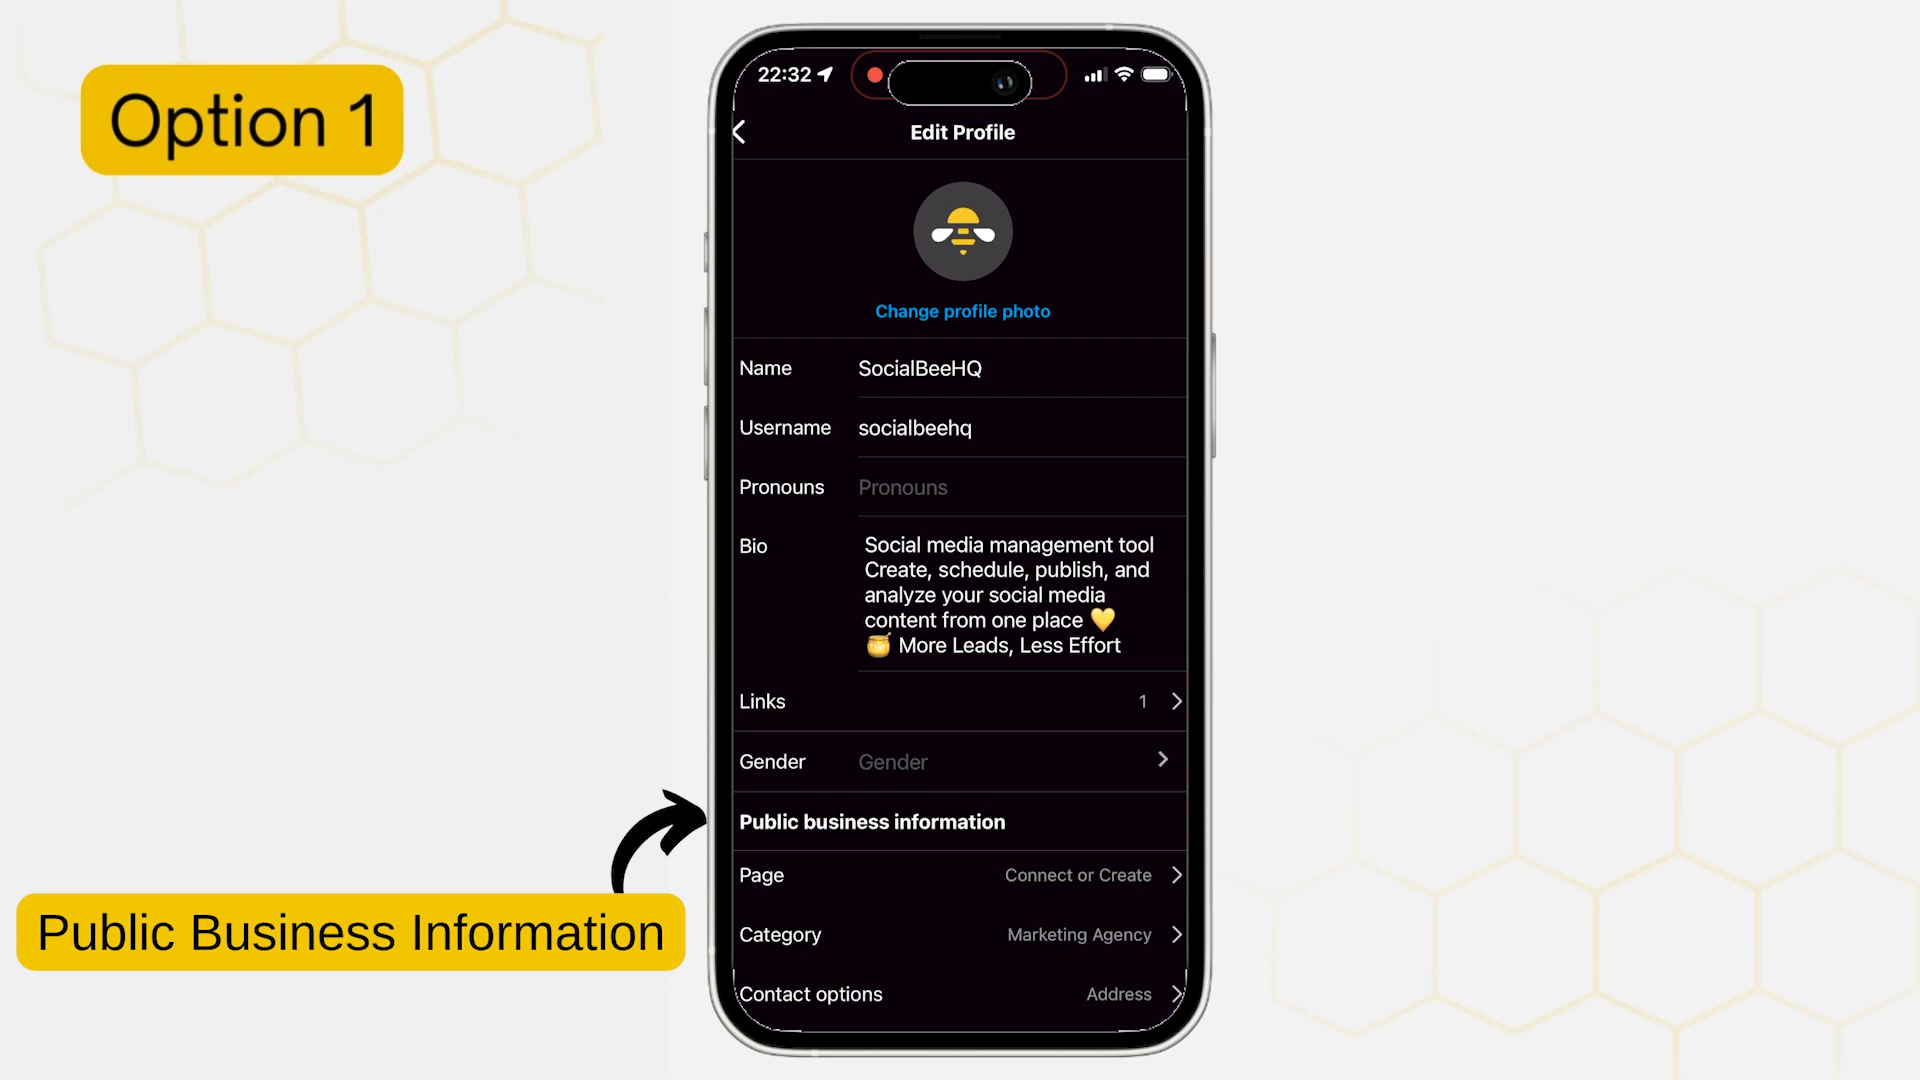 Option 1
22:32
Edit Profile
Change profile photo
Name SocialBeeHQ
Username socialbeehq
Pronouns Pronouns
Bio Social media management tool
Create, schedule, publish, and
analyze your social media
content from one place 💛
🍯 More Leads, Less Effort
Links 1
Gender Gender
Public business information
Page Connect or Create
Category Marketing Agency
Contact options Address
Public Business Information